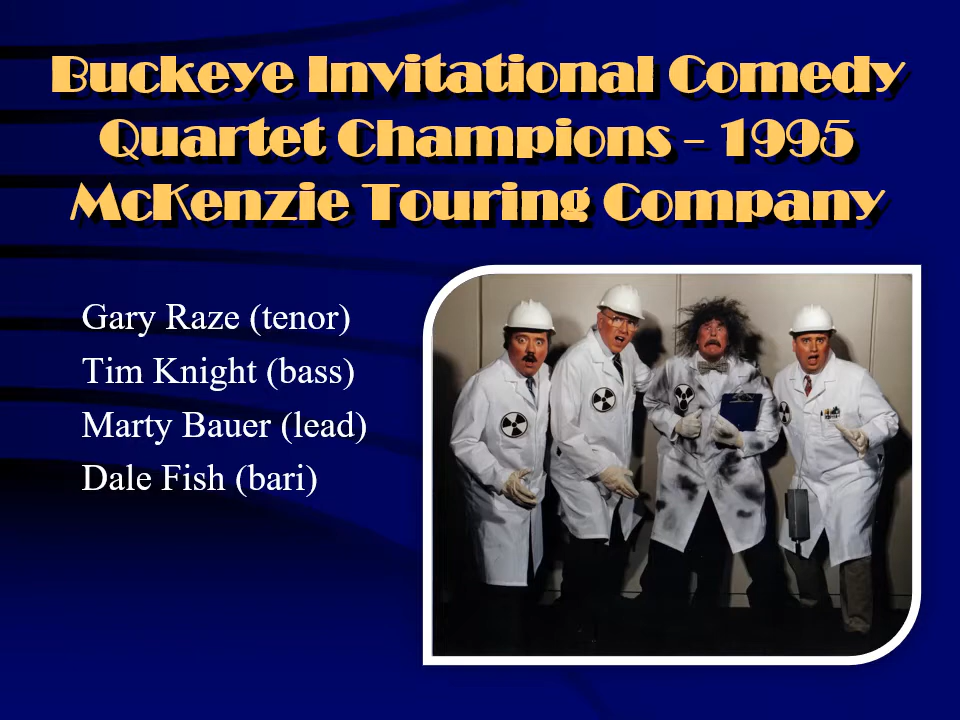 Buckeye Invitational Comedy
Quartet Champions - 1995
McKenzie Touring Company
Gary Raze (tenor)
Tim Knight (bass)
Marty Bauer (lead)
Dale Fish (bari)